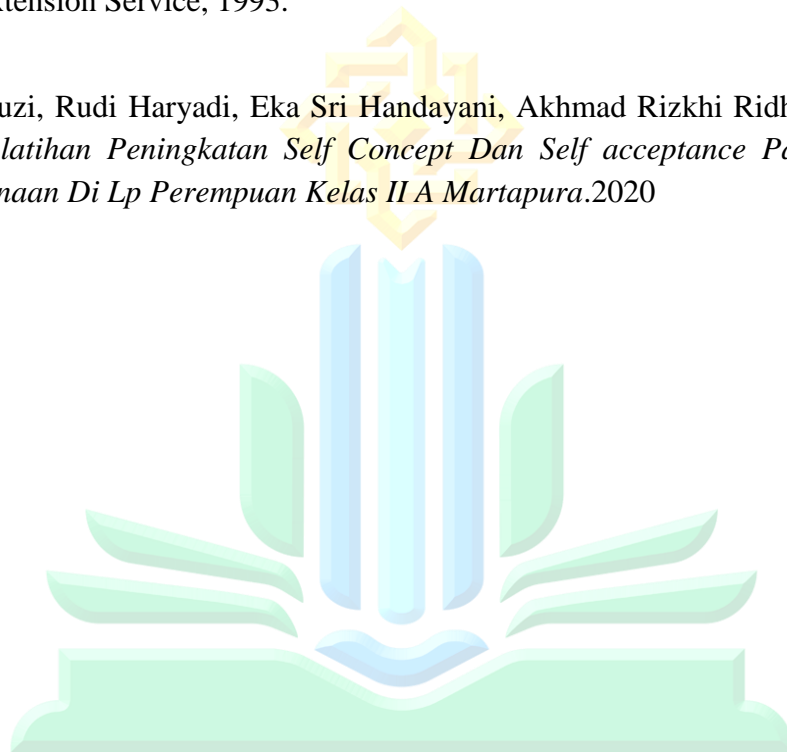 xtension Service, 1993.
uzi, Rudi Haryadi, Eka Sri Handayani, Akhmad Rizkhi Ridh
latihan Peningkatan Self Concept Dan Self acceptance Pa
naan Di Lp Perempuan Kelas II A Martapura.2020